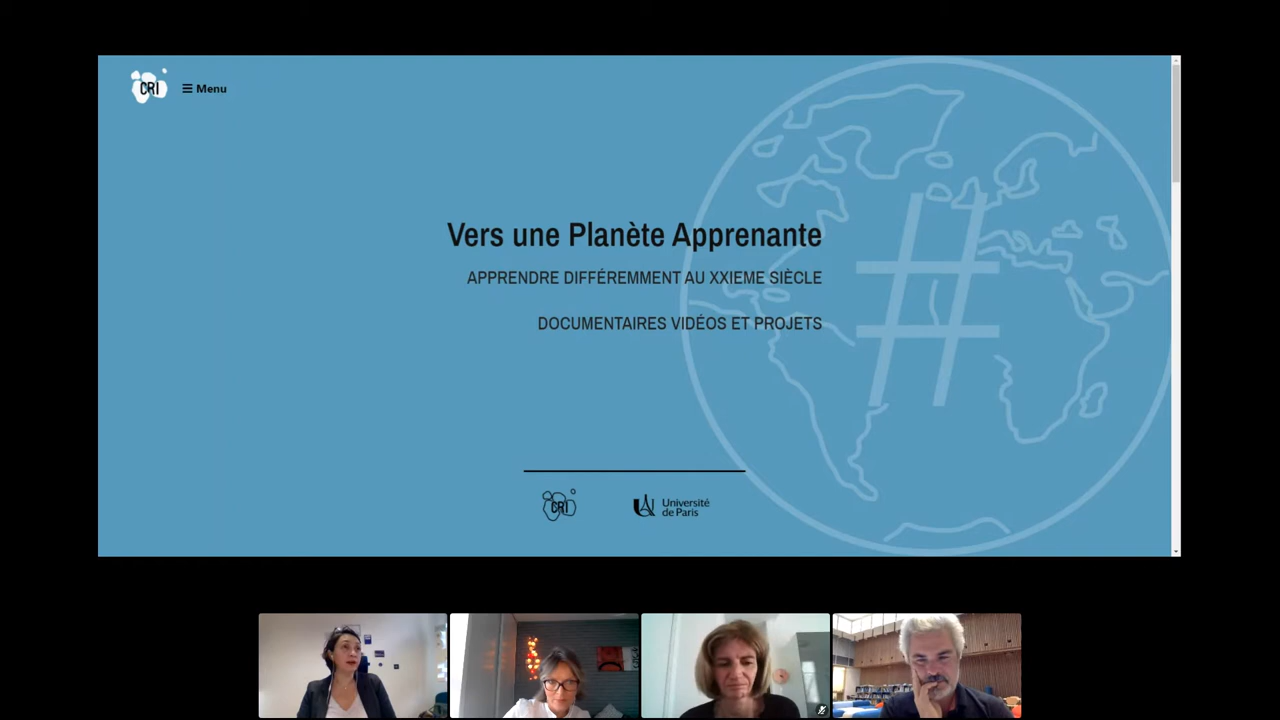 CRI
☰ Menu
Vers une Planète Apprenante
APPRENDRE DIFFÉREMMENT AU XXIEME SIÈCLE
DOCUMENTAIRES VIDÉOS ET PROJETS
#
CRI
Université
de Paris